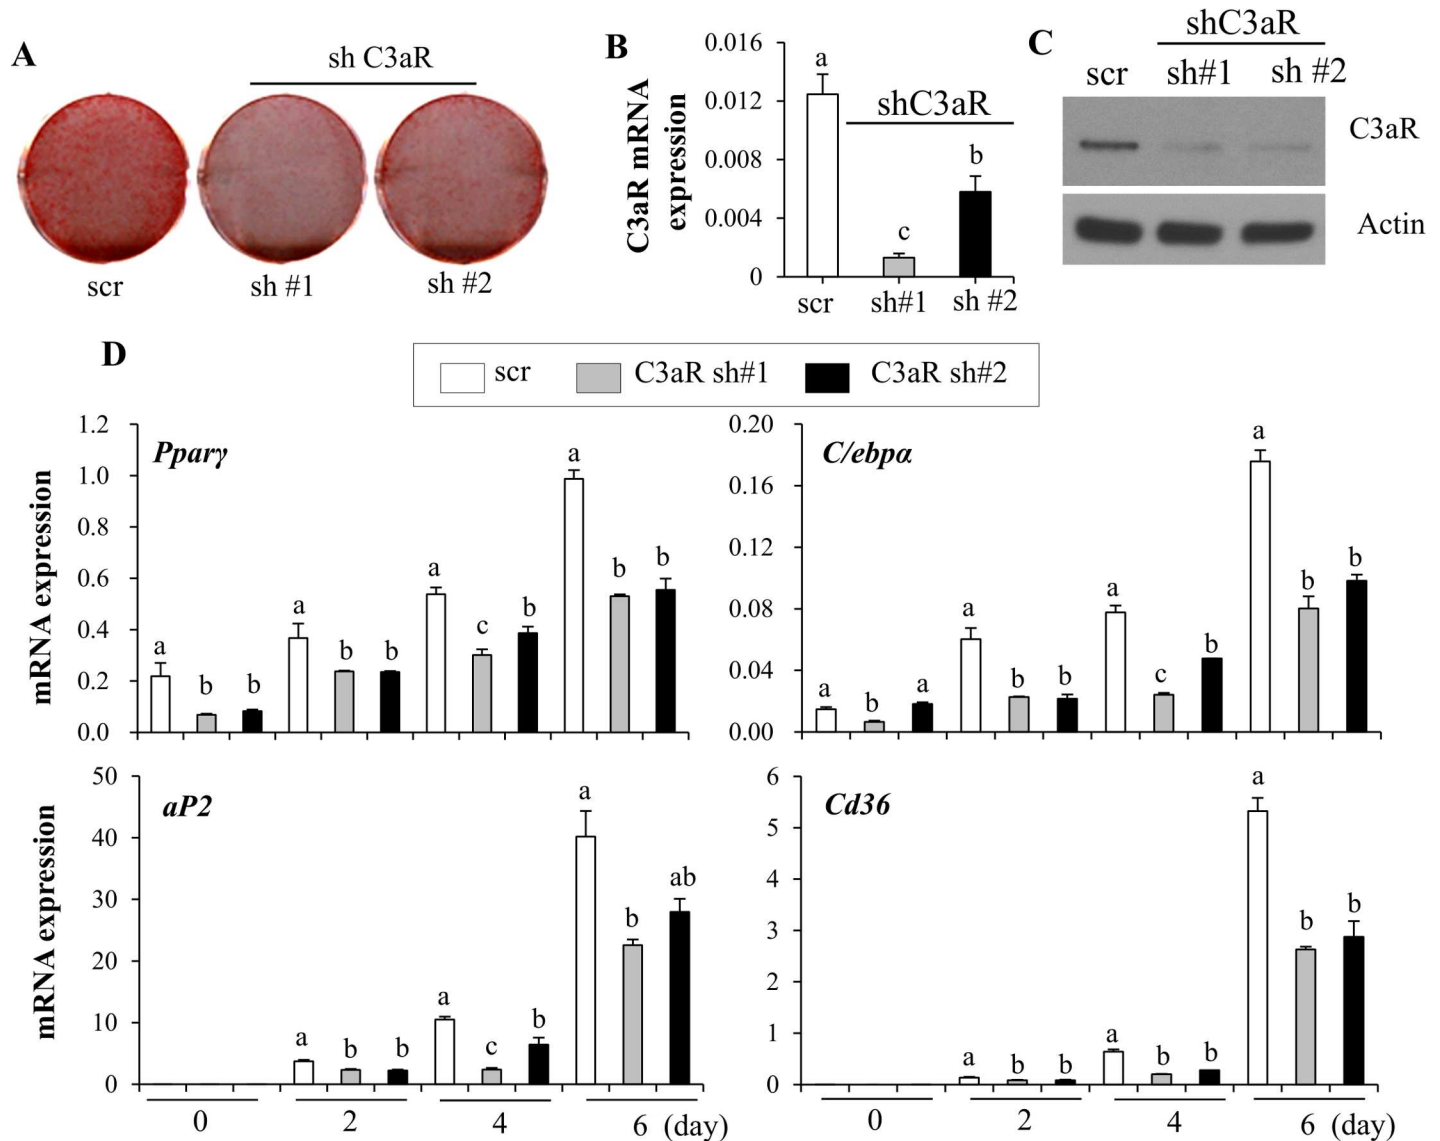 A
sh C3aR
scr
sh #1
sh #2
B
C3aR mRNA
expression
0.016
0.012
0.008
0.004
0
a
shC3aR
c
b
scr
sh#1
sh #2
C
shC3aR
scr
sh#1
sh #2
C3aR
Actin
D
scr
C3aR sh#1
C3aR sh#2
mRNA expression
1.2
1.0
0.8
0.6
0.4
0.2
0.0
Pparγ
a b b a b b a c b a b b
0.20
0.16
0.12
0.08
0.04
0.00
C/ebpα
a b a a b b a c b a b b
mRNA expression
50
40
30
20
10
0
aP2
a b b a c b a b ab
0 2 4 6 (day)
6
5
4
3
2
1
0
Cd36
a b b a b b a b b
0 2 4 6 (day)